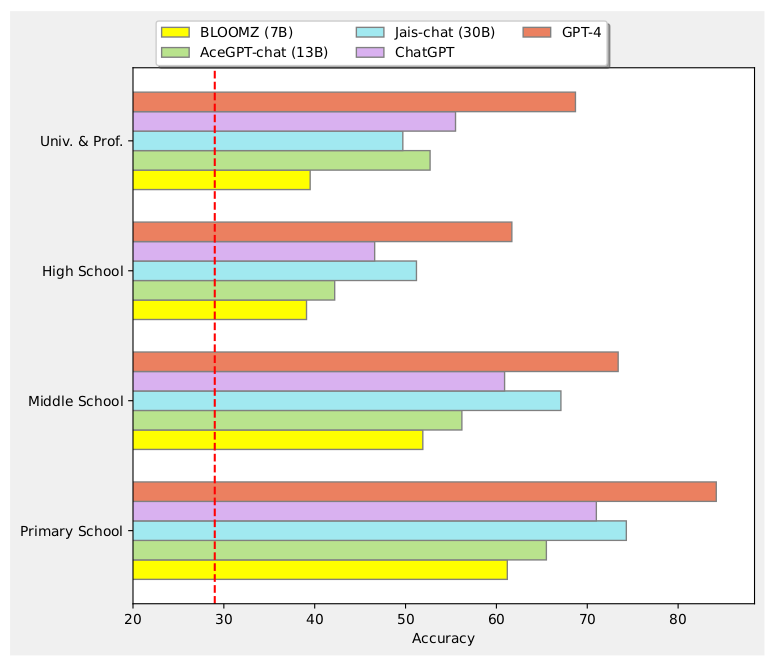 BLOOMZ (7B) Jais-chat (30B) GPT-4
AceGPT-chat (13B) ChatGPT
Univ. & Prof.
High School
Middle School
Primary School
20 30 40 50 60 70 80
Accuracy